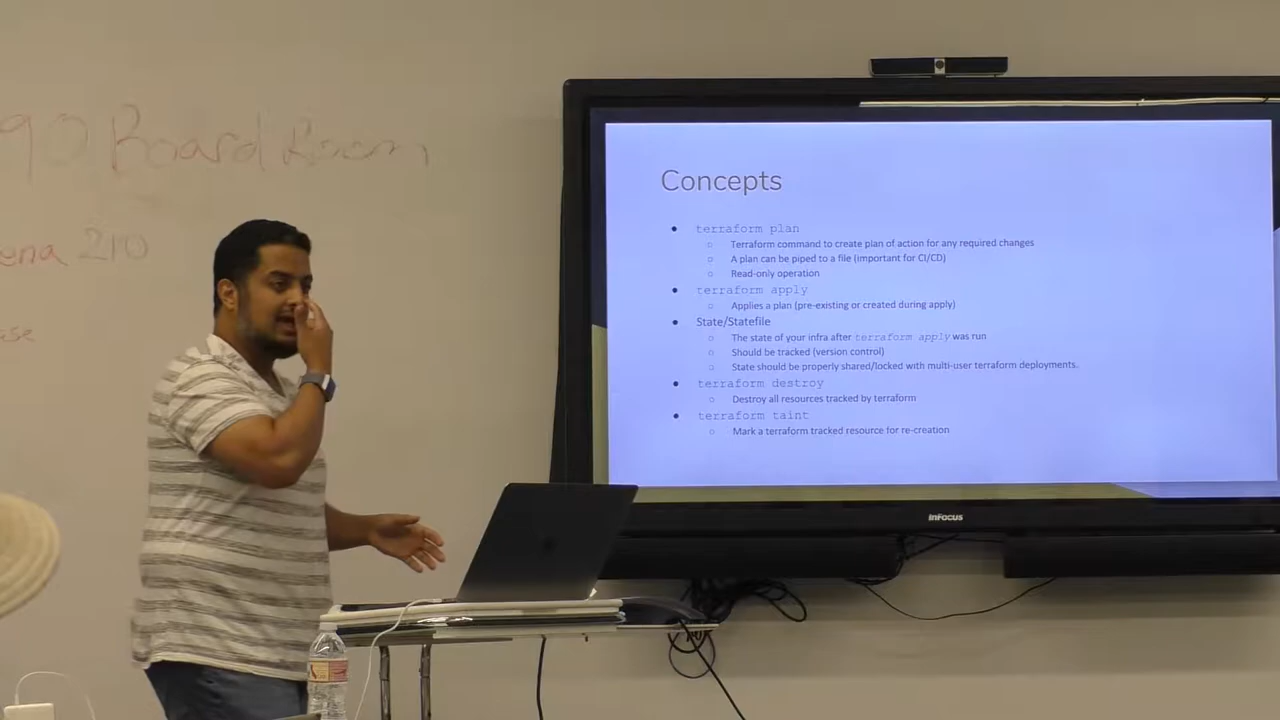 90 Board Room
ena 210
ase
Concepts
• terraform plan
○ Terraform command to create plan of action for any required changes
○ A plan can be piped to a file (important for CI/CD)
○ Read-only operation
• terraform apply
○ Applies a plan (pre-existing or created during apply)
• State/Statefile
○ The state of your infra after terraform apply was run
○ Should be tracked (version control)
○ State should be properly shared/locked with multi-user terraform deployments.
• terraform destroy
○ Destroy all resources tracked by terraform
• terraform taint
○ Mark a terraform tracked resource for re-creation
InFocus